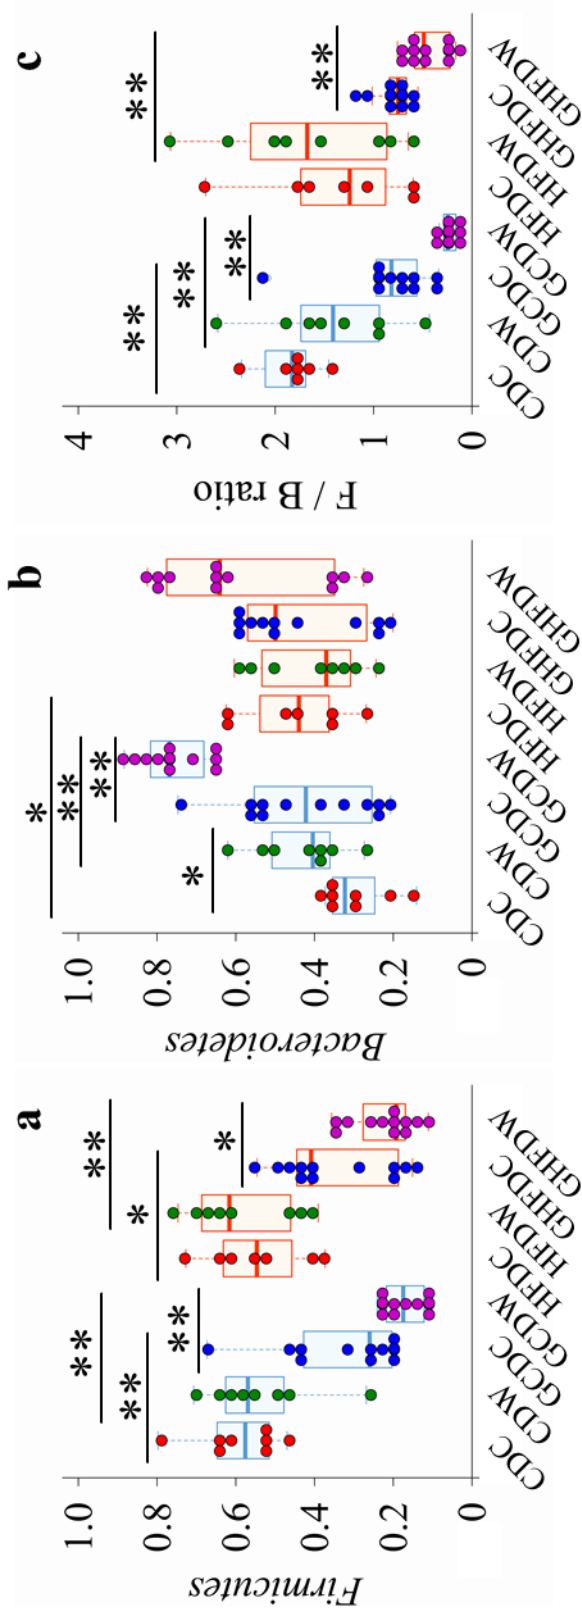 a
Firmicutes
1.0
0.8
0.6
0.4
0.2
0
** ** ** * ** *
CDC CDW GCDC GCDW HFDC HFDW GHFDC GHFDW
b
Bacteroidetes
1.0
0.8
0.6
0.4
0.2
0
* * ** **
CDC CDW GCDC GCDW HFDC HFDW GHFDC GHFDW
c
F / B ratio
4
3
2
1
0
** ** ** ** **
CDC CDW GCDC GCDW HFDC HFDW GHFDC GHFDW